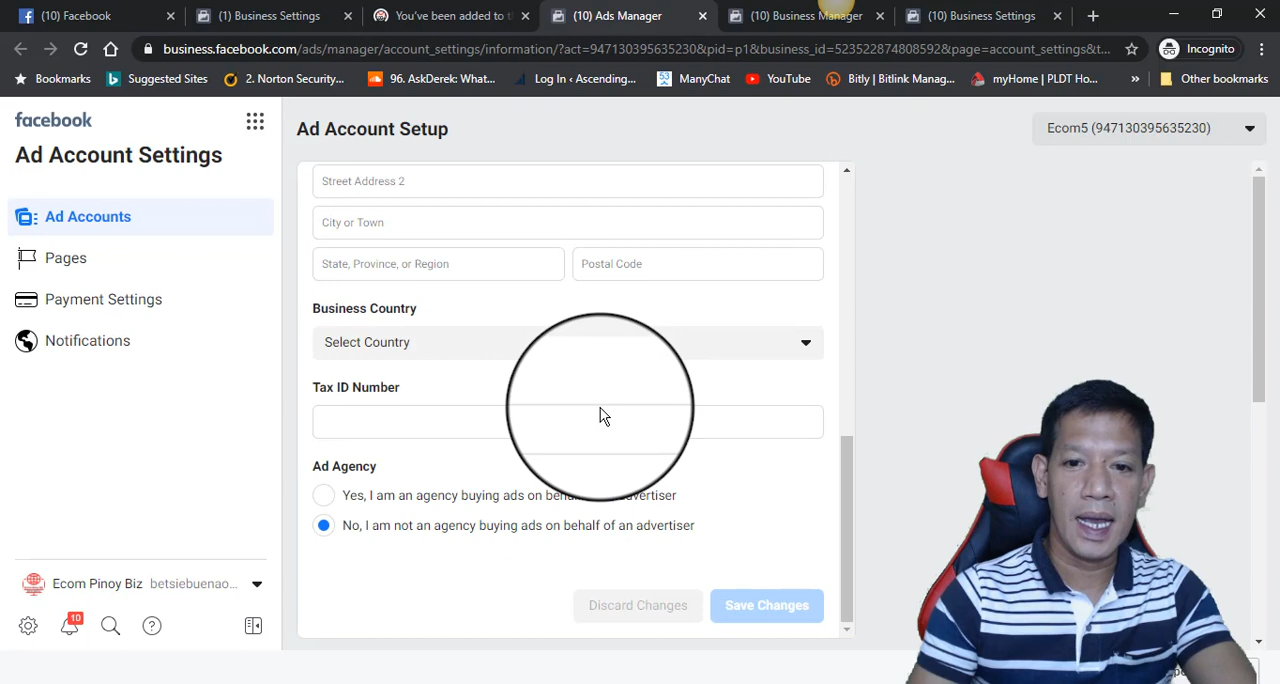 (10) Facebook
(1) Business Settings
You've been added to th
(10) Ads Manager
(10) Business Manager
(10) Business Settings
business.facebook.com/ads/manager/account_settings/information/?act=947130395635230&pid=p1&business_id=523522874808592&page=account_settings&t...
Incognito
Bookmarks
Suggested Sites
2. Norton Security,...
96. AskDerek: What...
Log In ‹ Ascending...
53
ManyChat
YouTube
Bitly | Bitlink Manag...
myHome | PLDT Ho...
»
Other bookmarks
facebook
Ad Account Settings
Ad Accounts
Pages
Payment Settings
Notifications
Ecom Pinoy Biz betsiebuenao...
10
Ad Account Setup
Ecom5 (947130395635230)
Street Address 2
City or Town
State, Province, or Region
Postal Code
Business Country
Select Country
Tax ID Number
Ad Agency
Yes, I am an agency buying ads on advertiser
No, I am not an agency buying ads on behalf of an advertiser
Discard Changes
Save Changes